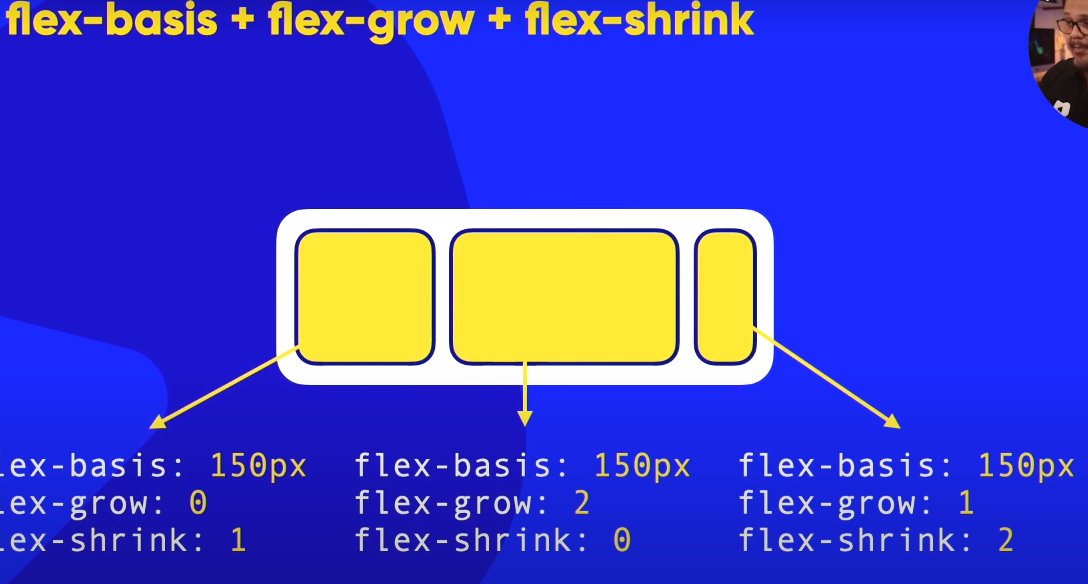 flex-basis + flex-grow + flex-shrink
lex-basis: 150px flex-basis: 150px flex-basis: 150px
lex-grow: 0 flex-grow: 2 flex-grow: 1
lex-shrink: 1 flex-shrink: 0 flex-shrink: 2